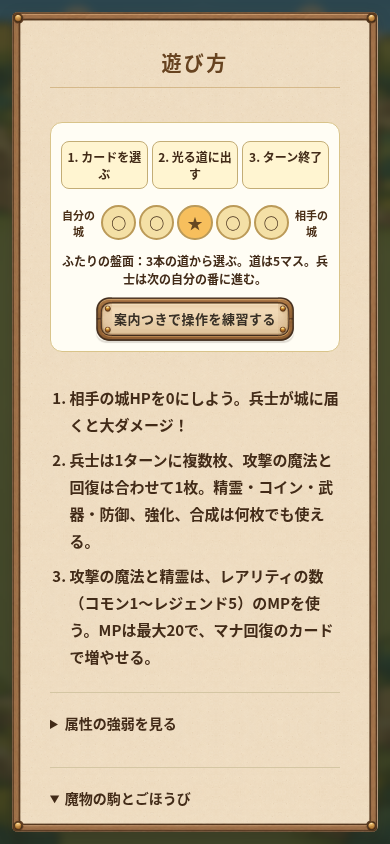 遊び方
1. カードを選
ぶ
2. 光る道に出
す
3. ターン終了
自分の
城
★
相手の
城
ふたりの盤面：3本の道から選ぶ。道は5マス。兵
士は次の自分の番に進む。
案内つきで操作を練習する
1. 相手の城HPを0にしよう。兵士が城に届
くと大ダメージ！
2. 兵士は1ターンに複数枚、攻撃の魔法と
回復は合わせて1枚。精霊・コイン・武
器・防御、強化、合成は何枚でも使え
る。
3. 攻撃の魔法と精霊は、レアリティの数
（コモン1〜レジェンド5）のMPを使
う。MPは最大20で、マナ回復のカード
で増やせる。
▶ 属性の強弱を見る
▼ 魔物の駒とごほうび